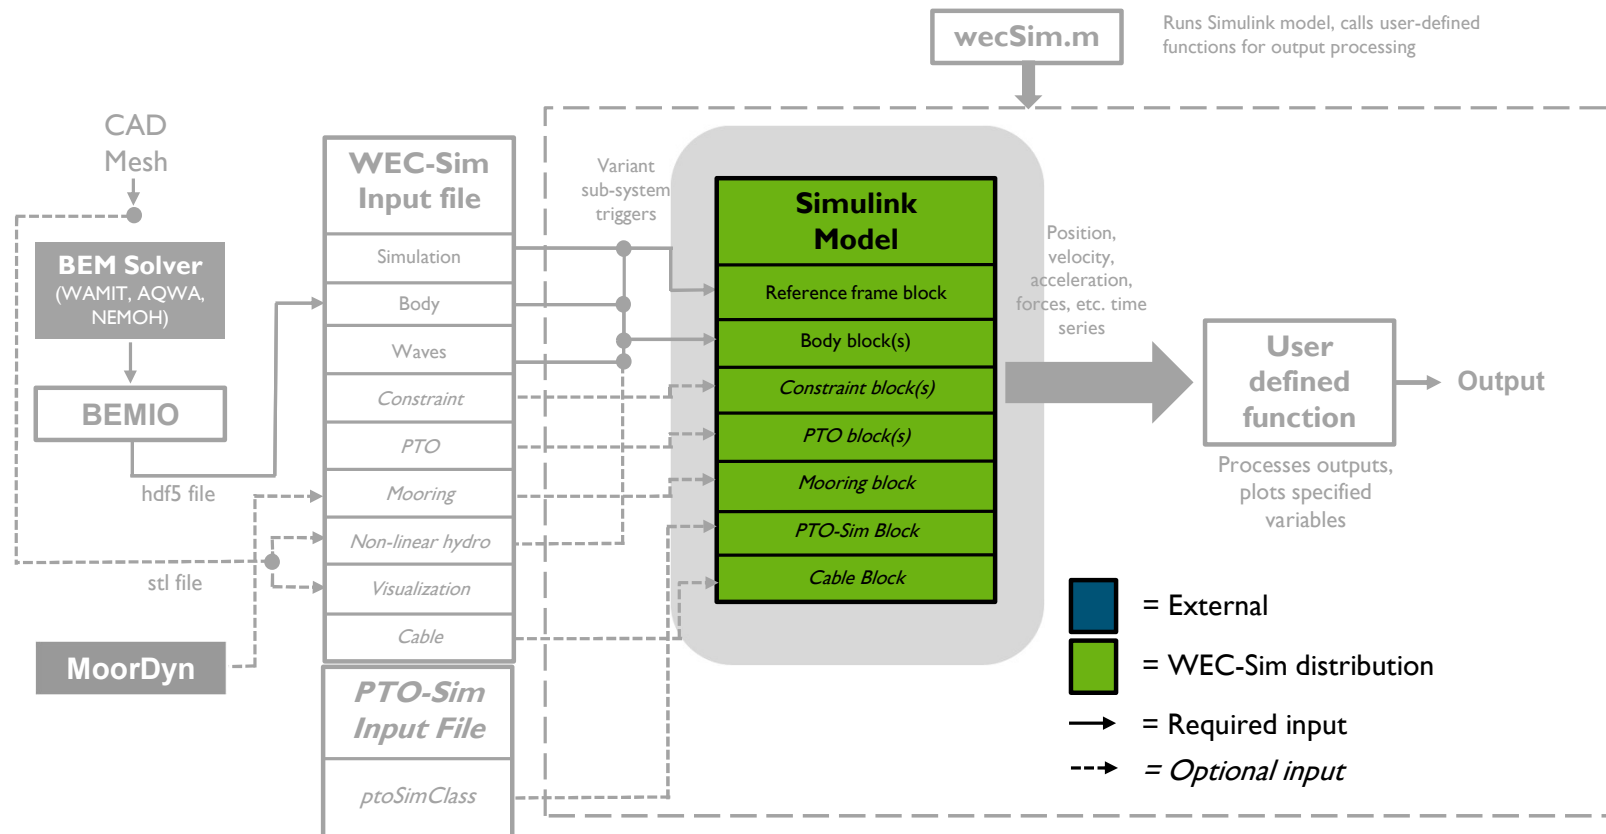 wecSim.m
Runs Simulink model, calls user-defined
functions for output processing
CAD
Mesh
BEM Solver
(WAMIT, AQWA,
NEMOH)
BEMIO
hdf5 file
stl file
MoorDyn
WEC-Sim
Input file
Simulation
Body
Waves
Constraint
PTO
Mooring
Non-linear hydro
Visualization
Cable
PTO-Sim
Input File
ptoSimClass
Variant
sub-system
triggers
Simulink
Model
Reference frame block
Body block(s)
Constraint block(s)
PTO block(s)
Mooring block
PTO-Sim Block
Cable Block
Position,
velocity,
acceleration,
forces, etc. time
series
User
defined
function
Output
Processes outputs,
plots specified
variables
= External
= WEC-Sim distribution
= Required input
= Optional input